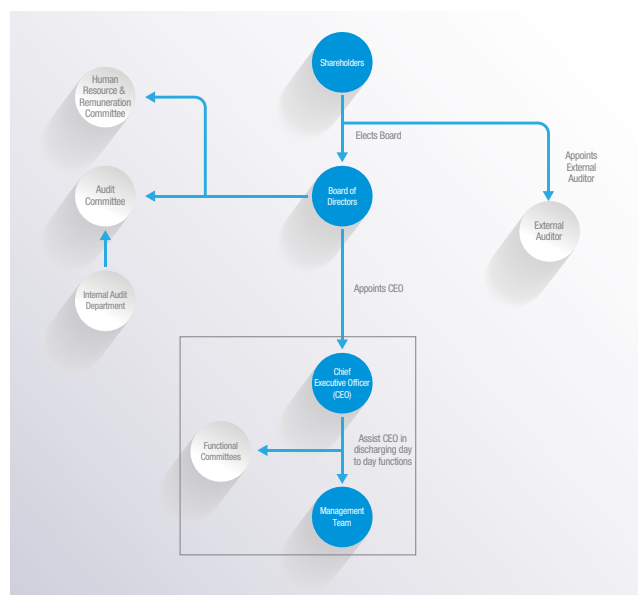 Shareholders
Human
Resource &
Remuneration
Committee
Elects Board
Appoints
External
Auditor
Audit
Committee
Board of
Directors
External
Auditor
Internal Audit
Department
Appoints CEO
Chief
Executive Officer
(CEO)
Functional
Committees
Assist CEO in
discharging day
to day functions
Management
Team